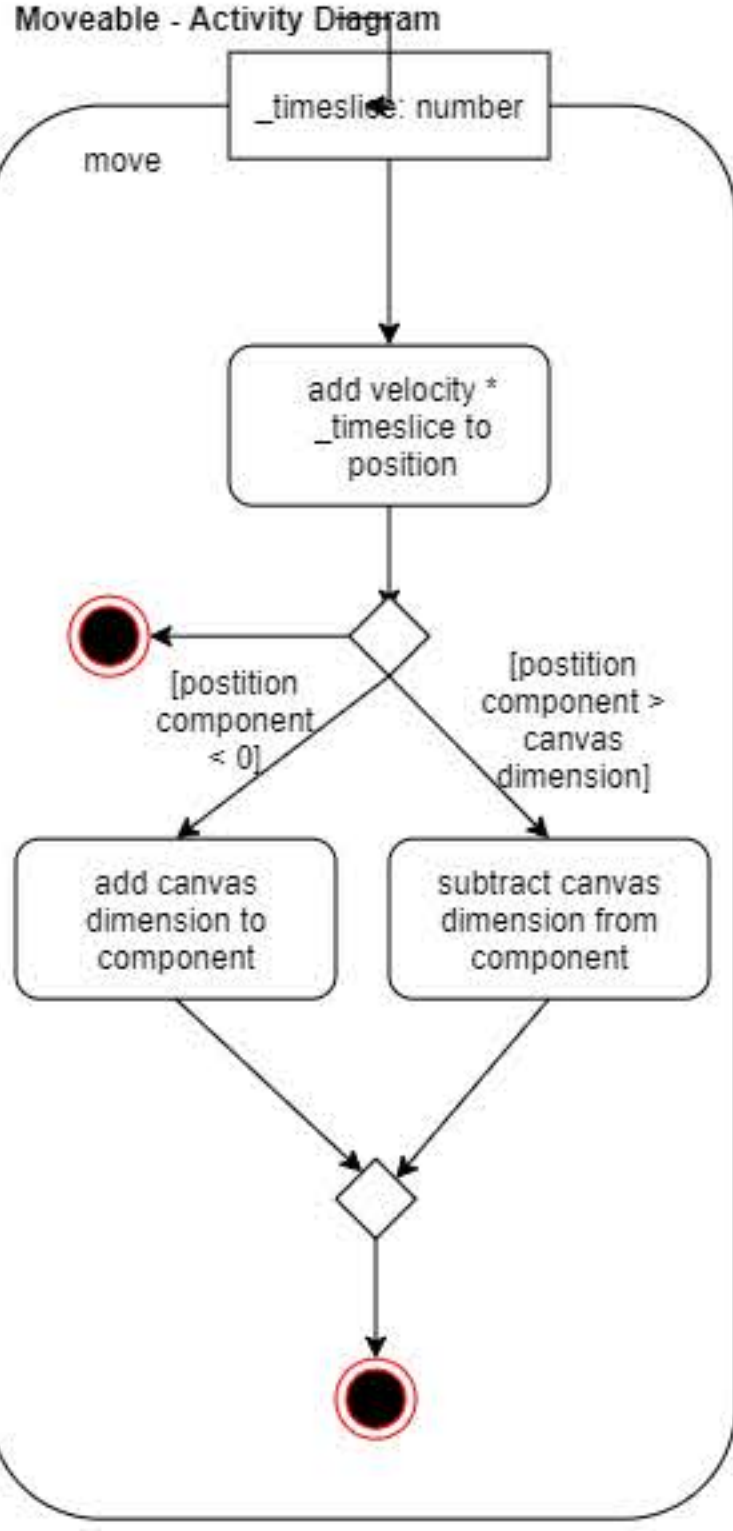 Moveable - Activity Diagram
_timeslice: number
move
add velocity *
_timeslice to
position
[postition
component
< 0]
[postition
component >
canvas
dimension]
add canvas
dimension to
component
subtract canvas
dimension from
component